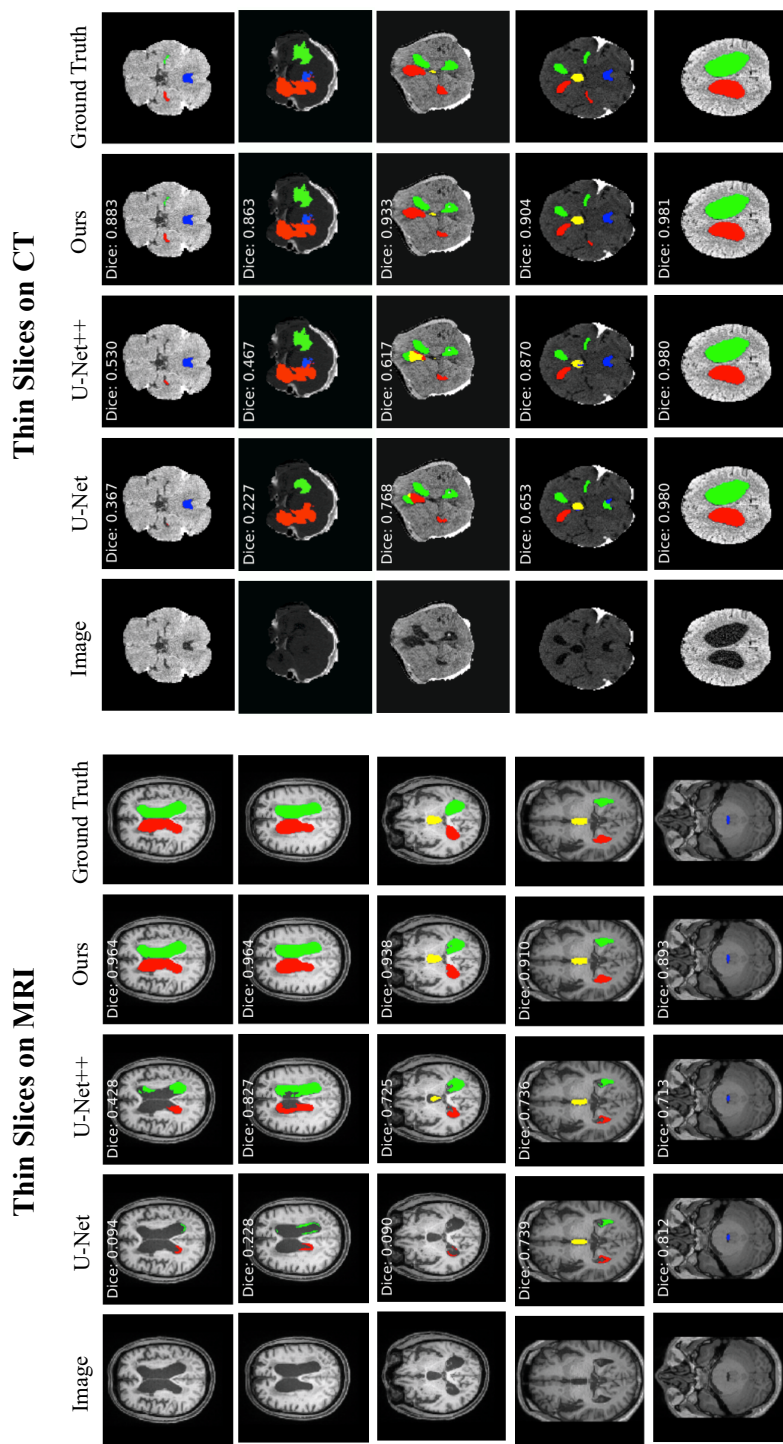 Thin Slices on MRI
Image
U-Net
U-Net++
Ours
Ground Truth
Dice: 0.094
Dice: 0.428
Dice: 0.964
Dice: 0.228
Dice: 0.827
Dice: 0.964
Dice: 0.090
Dice: 0.725
Dice: 0.938
Dice: 0.739
Dice: 0.736
Dice: 0.910
Dice: 0.812
Dice: 0.713
Dice: 0.893
Thin Slices on CT
Image
U-Net
U-Net++
Ours
Ground Truth
Dice: 0.367
Dice: 0.530
Dice: 0.883
Dice: 0.227
Dice: 0.467
Dice: 0.863
Dice: 0.768
Dice: 0.617
Dice: 0.933
Dice: 0.653
Dice: 0.870
Dice: 0.904
Dice: 0.980
Dice: 0.980
Dice: 0.981